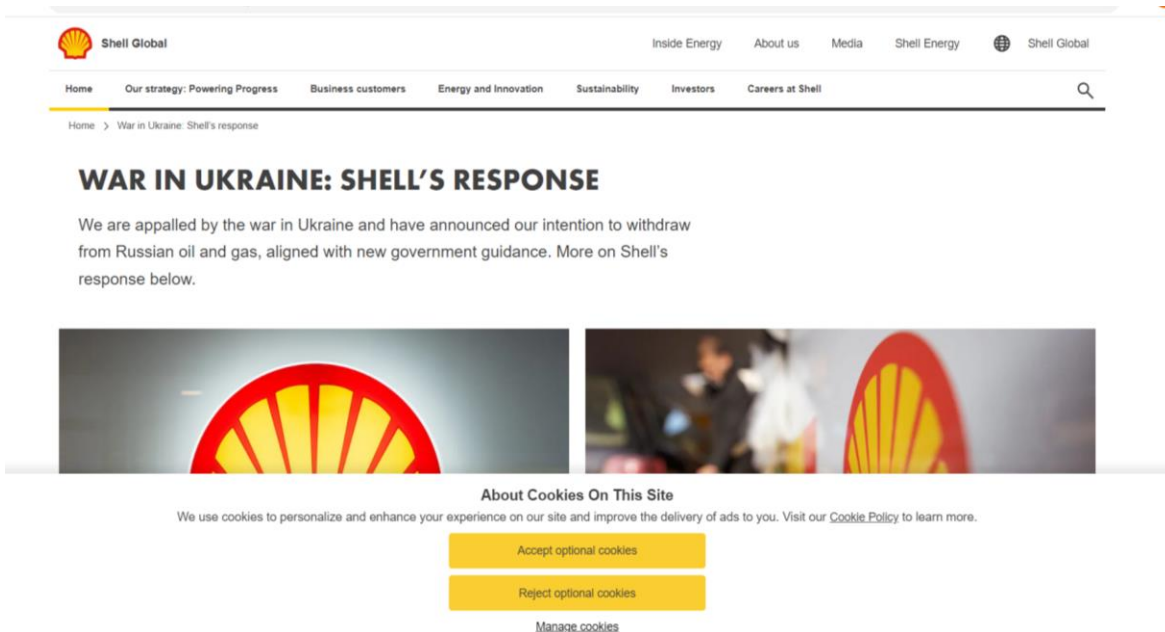 Shell Global
Inside Energy About us Media Shell Energy Shell Global
Home Our strategy: Powering Progress Business customers Energy and Innovation Sustainability Investors Careers at Shell
Home > War in Ukraine: Shell's response
WAR IN UKRAINE: SHELL'S RESPONSE
We are appalled by the war in Ukraine and have announced our intention to withdraw
from Russian oil and gas, aligned with new government guidance. More on Shell's
response below.
About Cookies On This Site
We use cookies to personalize and enhance your experience on our site and improve the delivery of ads to you. Visit our Cookie Policy to learn more.
Accept optional cookies
Reject optional cookies
Manage cookies